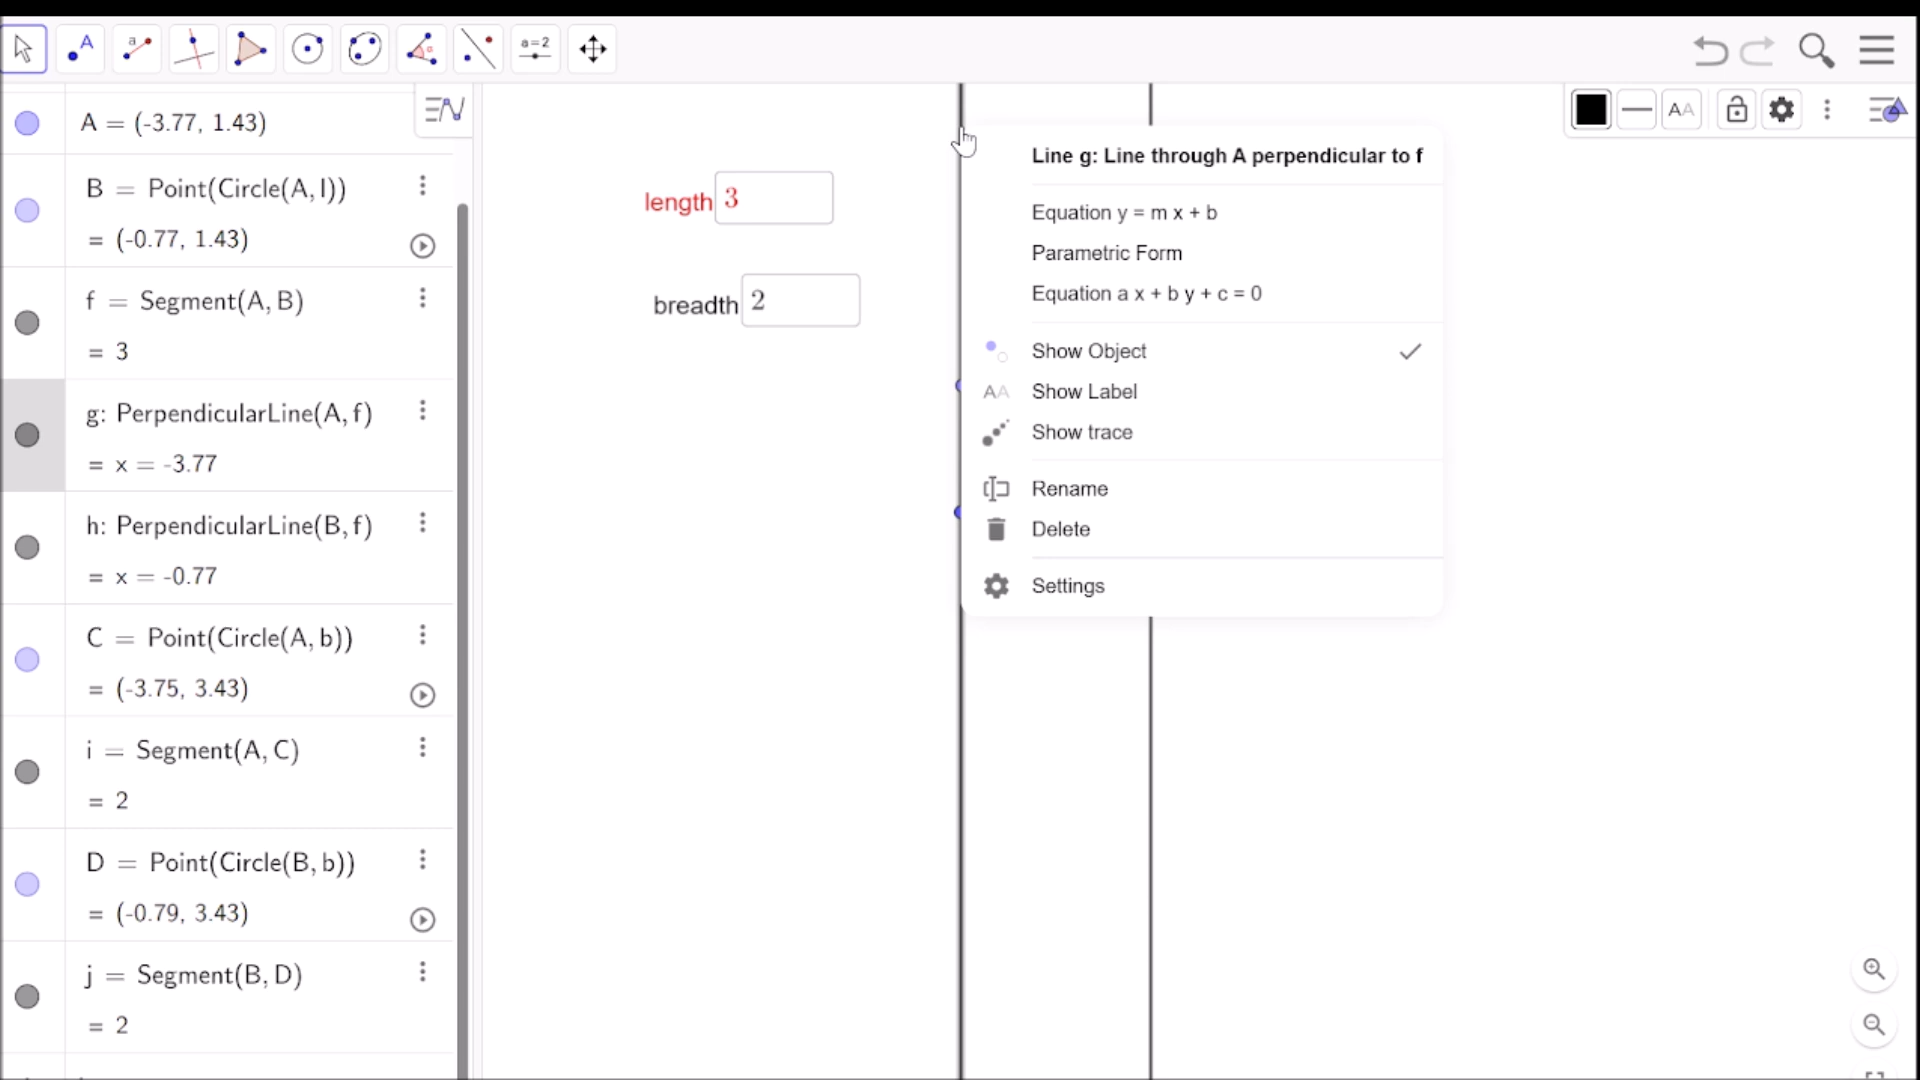 A
a
a=2
A = (-3.77, 1.43)
B = Point(Circle(A, l))
= (-0.77, 1.43)
f = Segment(A, B)
= 3
g: PerpendicularLine(A, f)
= x = -3.77
h: PerpendicularLine(B, f)
= x = -0.77
C = Point(Circle(A, b))
= (-3.75, 3.43)
i = Segment(A, C)
= 2
D = Point(Circle(B, b))
= (-0.79, 3.43)
j = Segment(B, D)
= 2
length 3
breadth 2
AA
Line g: Line through A perpendicular to f
Equation y = m x + b
Parametric Form
Equation a x + b y + c = 0
Show Object
AA Show Label
Show trace
Rename
Delete
Settings